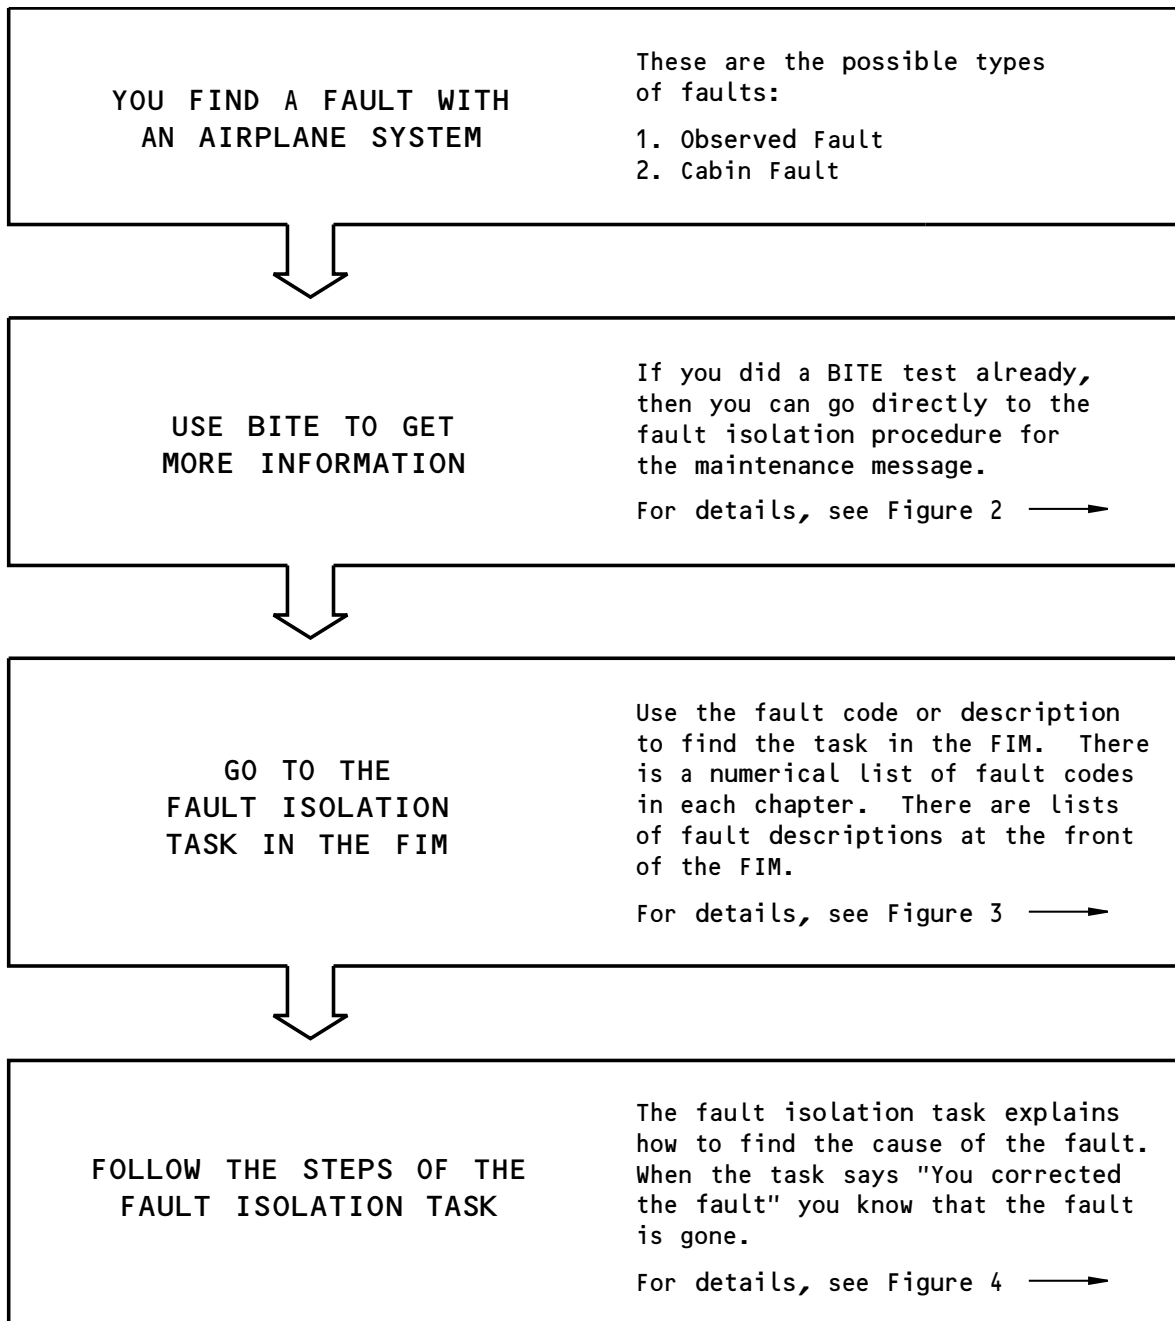 YOU FIND A FAULT WITH
AN AIRPLANE SYSTEM
These are the possible types
of faults:
1. Observed Fault
2. Cabin Fault
USE BITE TO GET
MORE INFORMATION
If you did a BITE test already,
then you can go directly to the
fault isolation procedure for
the maintenance message.
For details, see Figure 2
GO TO THE
FAULT ISOLATION
TASK IN THE FIM
Use the fault code or description
to find the task in the FIM.  There
is a numerical list of fault codes
in each chapter.  There are lists
of fault descriptions at the front
of the FIM.
For details, see Figure 3
FOLLOW THE STEPS OF THE
FAULT ISOLATION TASK
The fault isolation task explains
how to find the cause of the fault.
When the task says "You corrected
the fault" you know that the fault
is gone.
For details, see Figure 4